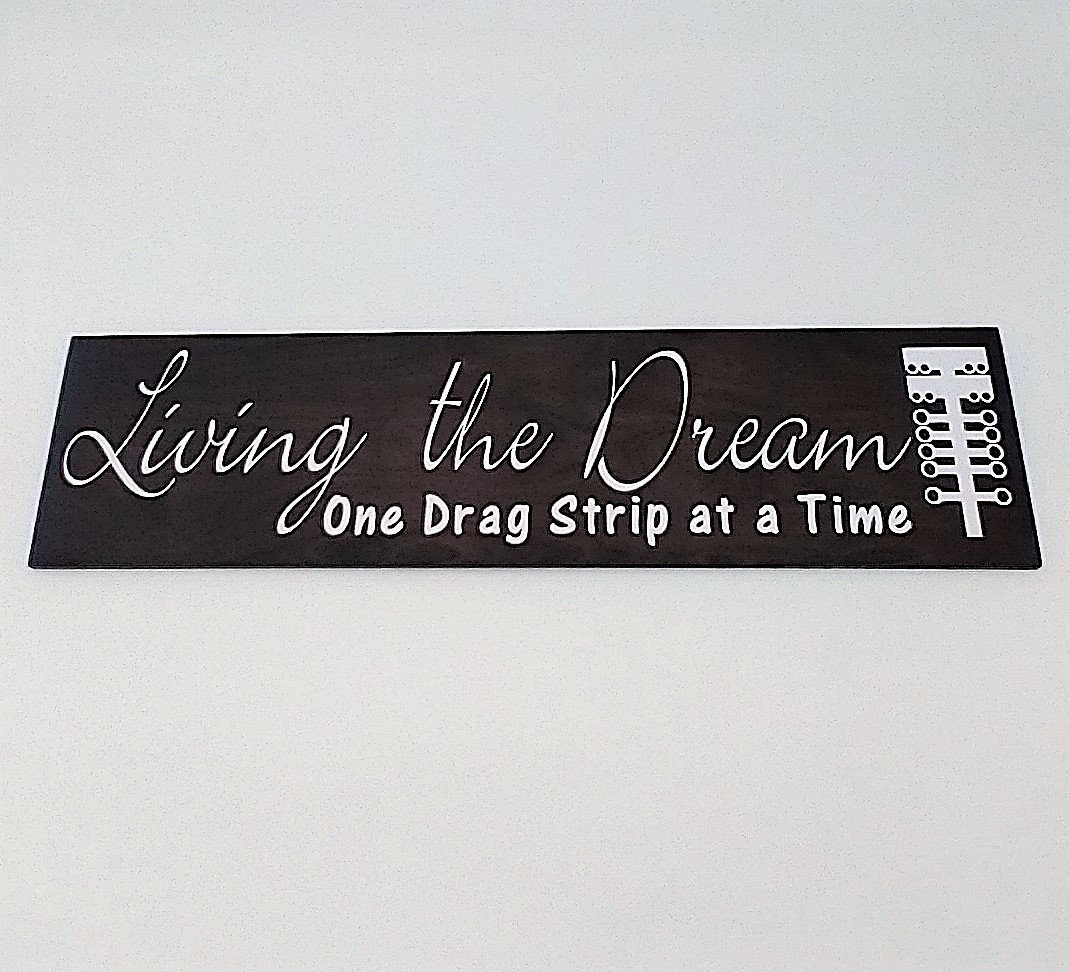 Living the Dream
One Drag Strip at a Time